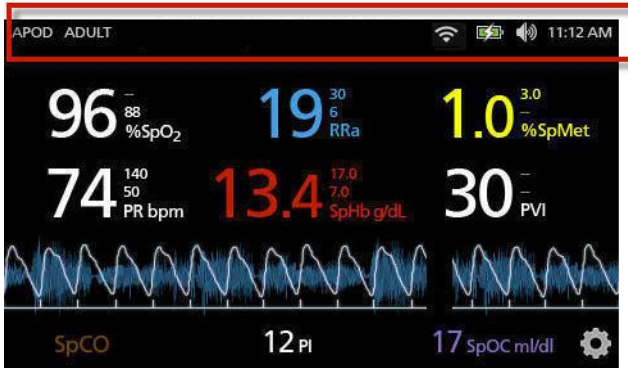 APOD ADULT 11:12 AM
96 -- 88 %SpO₂
19 30 6 RRa
1.0 3.0 -- %SpMet
74 140 50 PR bpm
13.4 17.0 7.0 SpHb g/dL
30 -- -- PVI
SpCO 12 PI 17 SpOC ml/dl